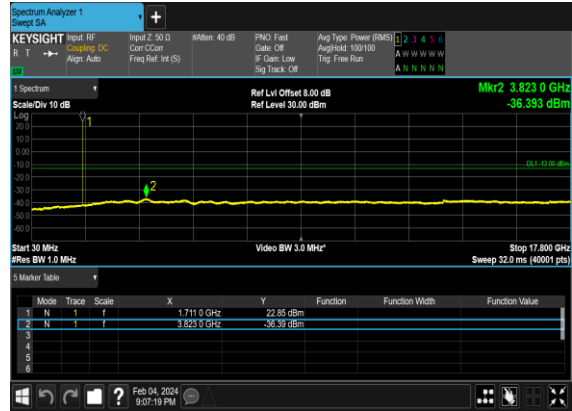 Spectrum Analyzer 1
Swept SA
+
KEYSIGHT Input: RF Input Z: 50 Ω #Atten: 40 dB PNO: Fast Avg Type: Power (RMS) 1 2 3 4 5 6
R T Coupling: DC Corr CCorr Gate: Off Avg|Hold: 100/100 A W W W W W
Align: Auto Freq Ref: Int (S) IF Gain: Low Trig: Free Run
Sig Track: Off A N N N N N
1 Spectrum Ref Lvl Offset 8.00 dB Mkr2 3.823 0 GHz
Scale/Div 10 dB Ref Level 30.00 dBm -36.393 dBm
Log
1
20.0
10.0
0.00
-10.0 DL1 -13.00 dBm
-20.0
-30.0 2
-40.0
-50.0
-60.0
Start 30 MHz Video BW 3.0 MHz* Stop 17.800 GHz
#Res BW 1.0 MHz Sweep 32.0 ms (40001 pts)
5 Marker Table
Mode Trace Scale X Y Function Function Width Function Value
1 N 1 f 1.711 0 GHz 22.85 dBm
2 N 1 f 3.823 0 GHz -36.39 dBm
3
4
5
6
? Feb 04, 2024
9:07:19 PM